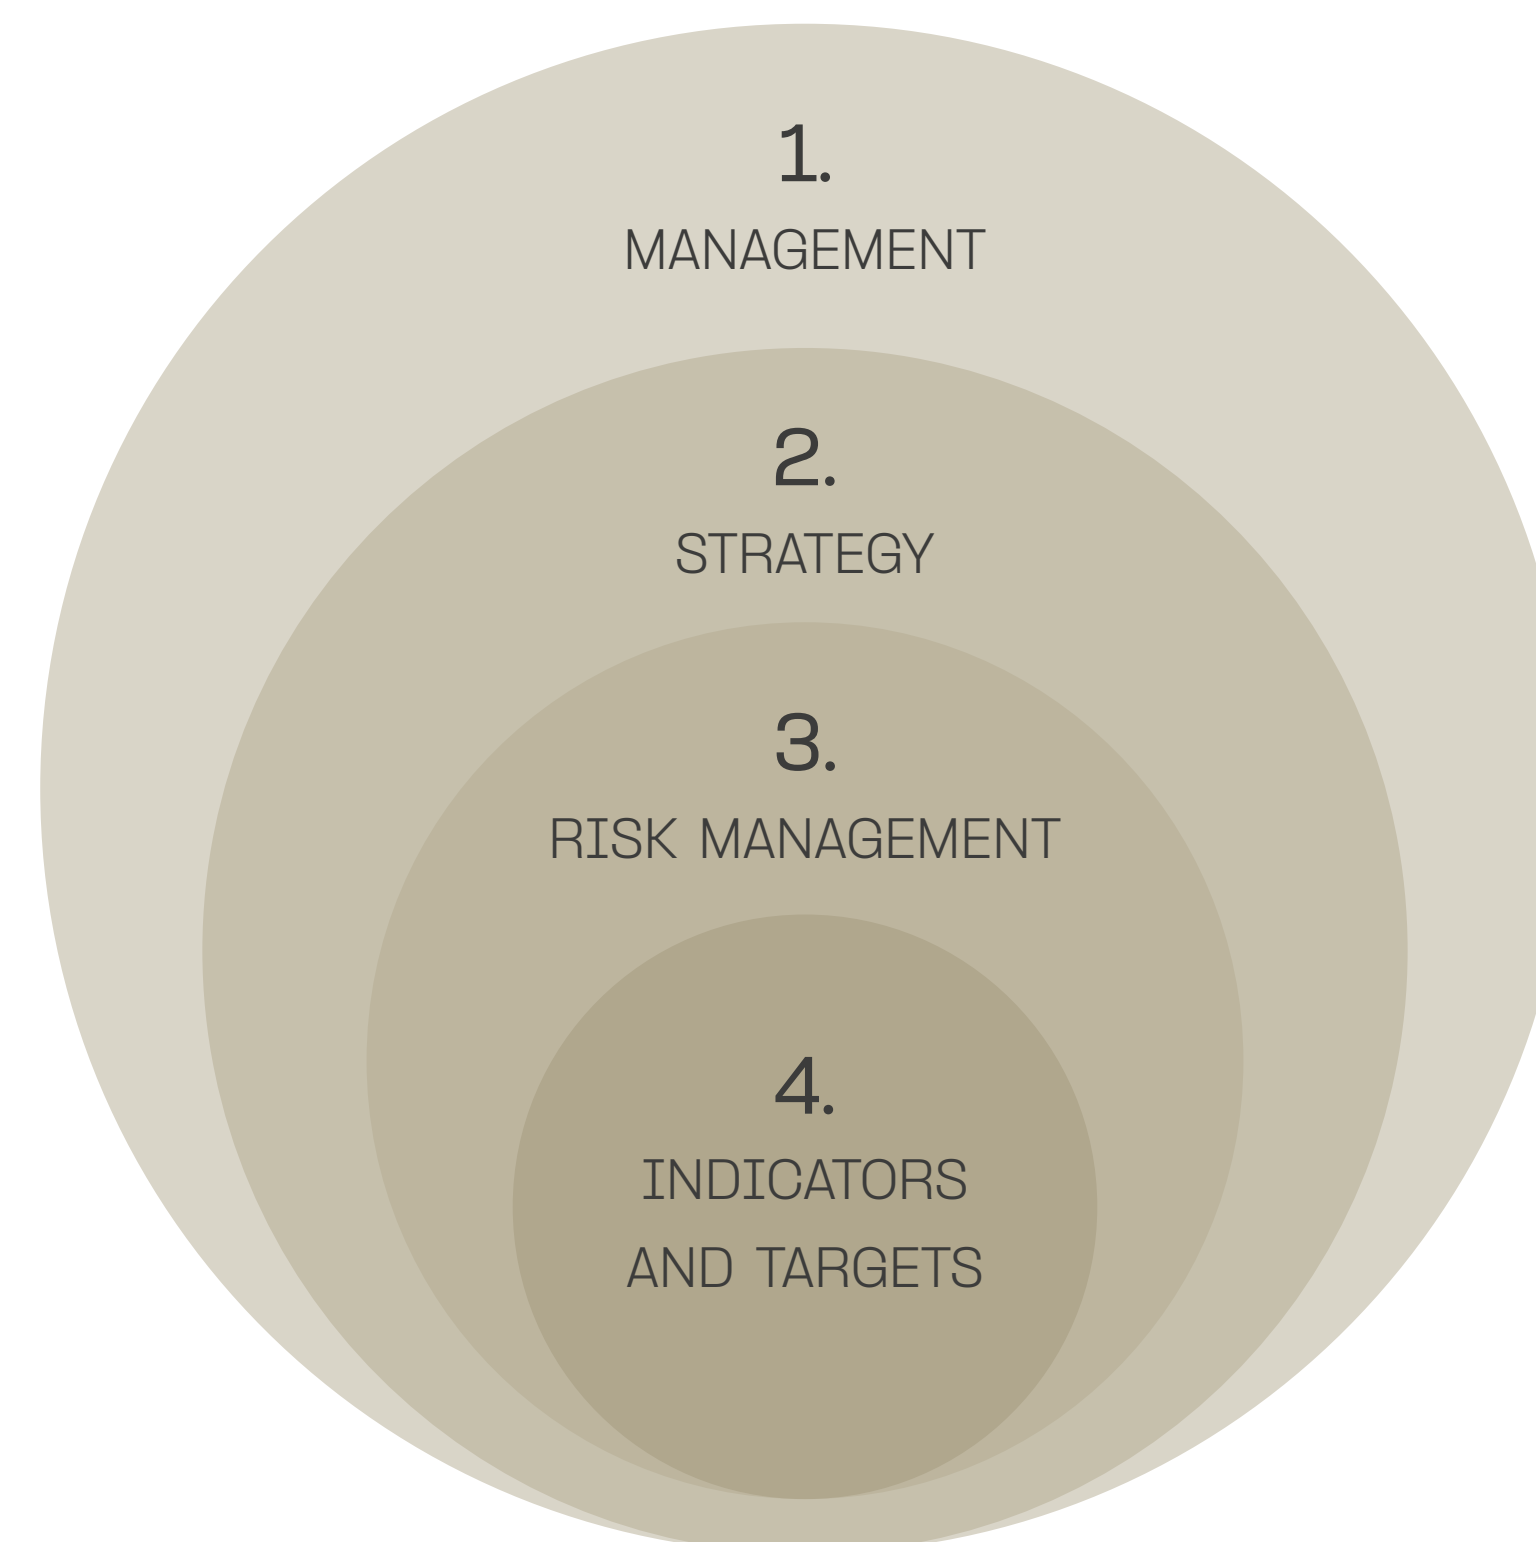 1.
MANAGEMENT
2.
STRATEGY
3.
RISK MANAGEMENT
4.
INDICATORS
AND TARGETS